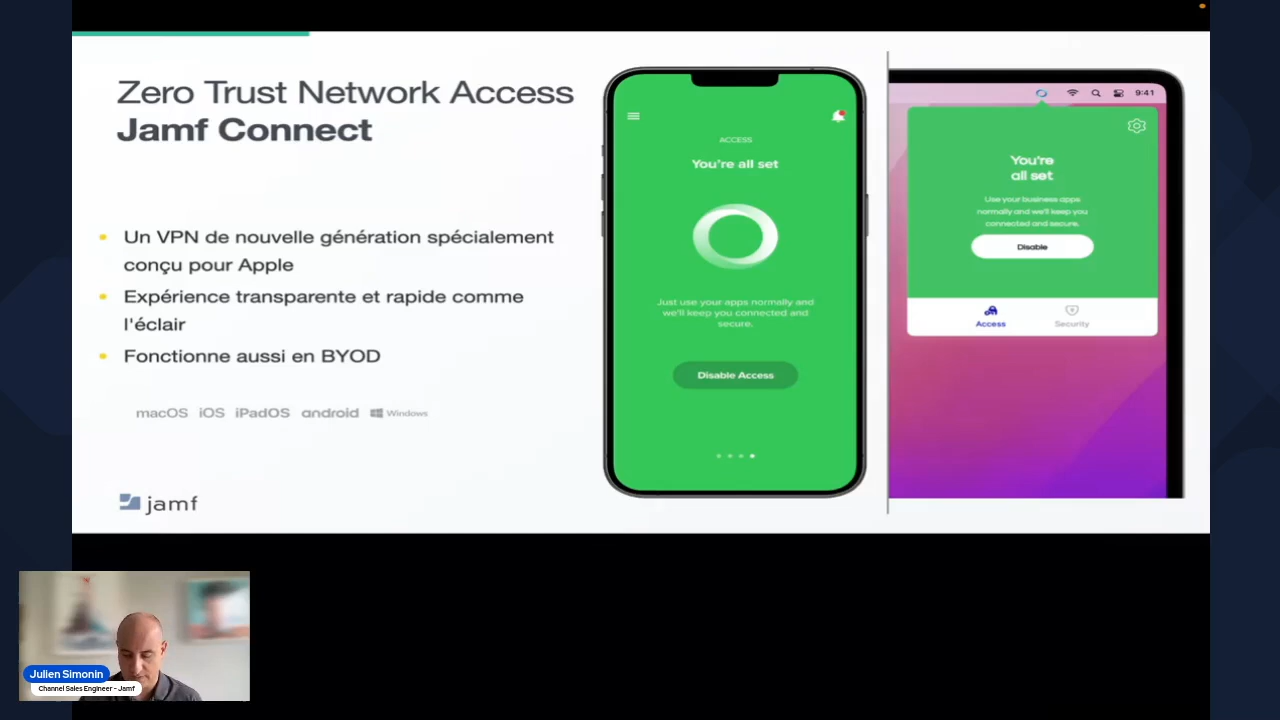 Zero Trust Network Access
Jamf Connect
Un VPN de nouvelle génération spécialement
conçu pour Apple
Expérience transparente et rapide comme
l'éclair
Fonctionne aussi en BYOD
macOS iOS iPadOS android Windows
jamf
ACCESS
You're all set
Just use your apps normally and
we'll keep you connected and
secure.
Disable Access
9:41
You're
all set
Use your business apps
normally and we'll keep you
connected and secure.
Disable
Access Security
Julien Simonin
Channel Sales Engineer - Jamf